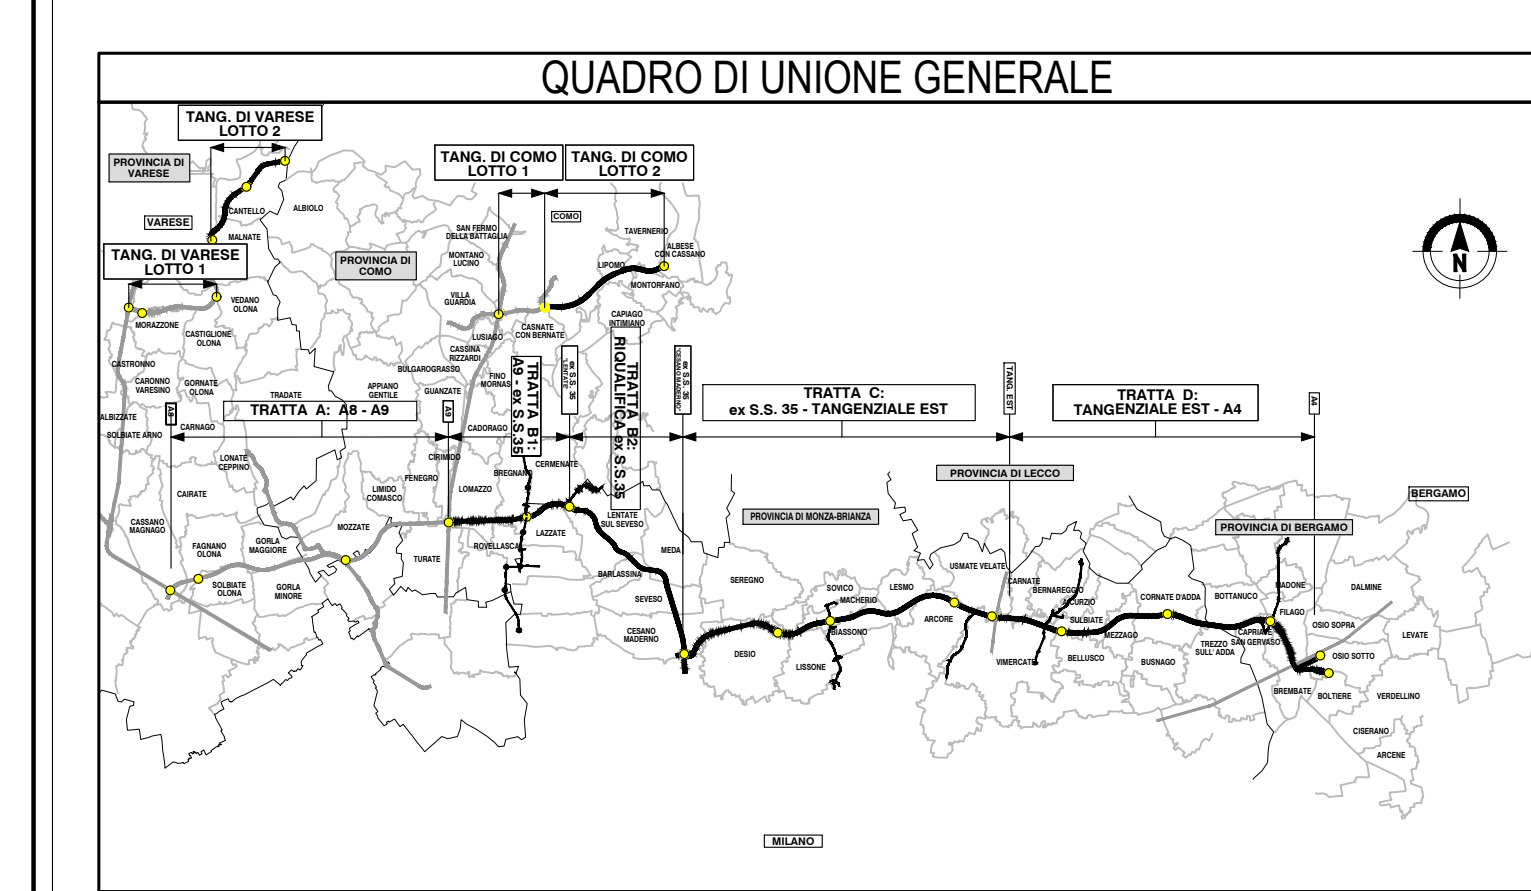 QUADRO DI UNIONE GENERALE
TANG. DI VARESE
LOTTO 2
PROVINCIA DI
VARESE
TANG. DI COMO
LOTTO 1
TANG. DI COMO
LOTTO 2
CANTELLO
ALBIOLO
VARESE
MALNATE
COMO
SAN FERMO
DELLA BATTAGLIA
TAVERNERIO
ALBESE
CON CASSANO
TANG. DI VARESE
LOTTO 1
PROVINCIA DI
COMO
MONTANO
LUCINO
LIPOMO
MONTORFANO
N
VILLA
GUARDIA
VEDANO
OLONA
MORAZZONE
CASTIGLIONE
OLONA
LUSIAGO
CASNATE
CON BERNATE
CAPIAGO
INTIMIANO
CASTRONNO
CASSINA
RIZZARDI
BULGAROGRASSO
FINO
MORNAS
CARONNO
VARESINO
GORNATE
OLONA
TRADATE
APPIANO
GENTILE
GUANZATE
TRATTA B1:
A9 - ex S.S.35
ex S.S. 35
"LENTATE"
TRATTA B2:
RIQUALIFICA ex S.S.35
ex S.S. 35
"CESANO MADERNO"
TRATTA C:
ex S.S. 35 - TANGENZIALE EST
TANG. EST
TRATTA D:
TANGENZIALE EST - A4
A4
ALBIZZATE
A8
TRATTA A: A8 - A9
A9
SOLBIATE ARNO
CARNAGO
CADORAGO
LONATE
CEPPINO
CIRIMIDO
CERMENATE
BREGNANO
FENEGRO
PROVINCIA DI LECCO
CAIRATE
LIMIDO
COMASCO
LOMAZZO
BERGAMO
CASSANO
MAGNAGO
MOZZATE
LENTATE
SUL SEVESO
PROVINCIA DI MONZA-BRIANZA
PROVINCIA DI BERGAMO
LAZZATE
FAGNANO
OLONA
GORLA
MAGGIORE
TURATE
ROVELLASCA
MEDA
SOLBIATE
OLONA
GORLA
MINORE
BARLASSINA
SEREGNO
USMATE VELATE
CARNATE
BERNAREGGIO
SOVICO
LESMO
MACHERIO
SEVESO
CORNATE D'ADDA
BOTTANUCO
MADONE
DALMINE
FILAGO
ARCORE
SULBIATE
OSIO SOPRA
CESANO
MADERNO
BIASSONO
MEZZAGO
LEVATE
DESIO
LISSONE
VIMERCATE
BELLUSCO
BUSNAGO
TREZZO
SULL' ADDA
SAN GERVASO
OSIO SOTTO
BREMBATE
BOLTIERE
VERDELLINO
CISERANO
ARCENE
MILANO